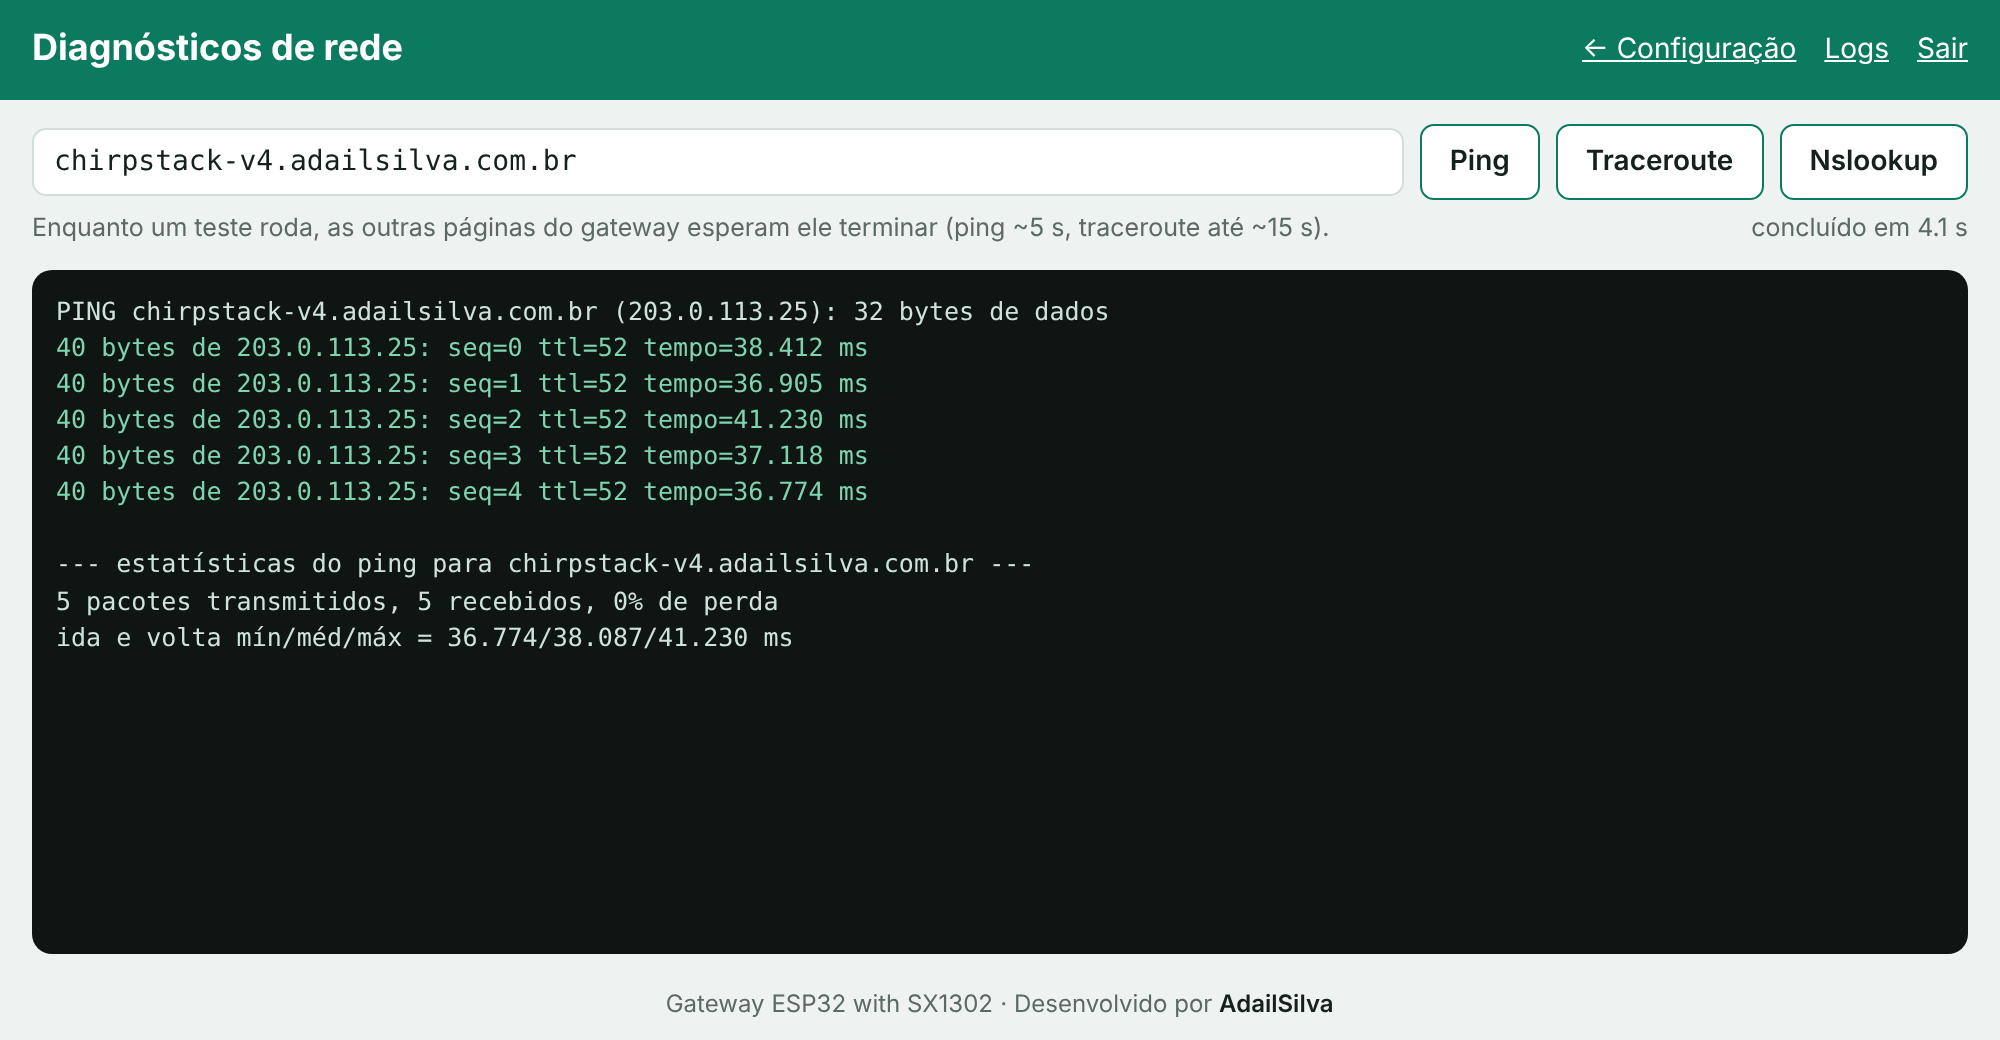 Diagnósticos de rede
← Configuração Logs Sair
chirpstack-v4.adailsilva.com.br
Ping Traceroute Nslookup
Enquanto um teste roda, as outras páginas do gateway esperam ele terminar (ping ~5 s, traceroute até ~15 s).
concluído em 4.1 s
PING chirpstack-v4.adailsilva.com.br (203.0.113.25): 32 bytes de dados
40 bytes de 203.0.113.25: seq=0 ttl=52 tempo=38.412 ms
40 bytes de 203.0.113.25: seq=1 ttl=52 tempo=36.905 ms
40 bytes de 203.0.113.25: seq=2 ttl=52 tempo=41.230 ms
40 bytes de 203.0.113.25: seq=3 ttl=52 tempo=37.118 ms
40 bytes de 203.0.113.25: seq=4 ttl=52 tempo=36.774 ms
--- estatísticas do ping para chirpstack-v4.adailsilva.com.br ---
5 pacotes transmitidos, 5 recebidos, 0% de perda
ida e volta mín/méd/máx = 36.774/38.087/41.230 ms
Gateway ESP32 with SX1302 · Desenvolvido por AdailSilva